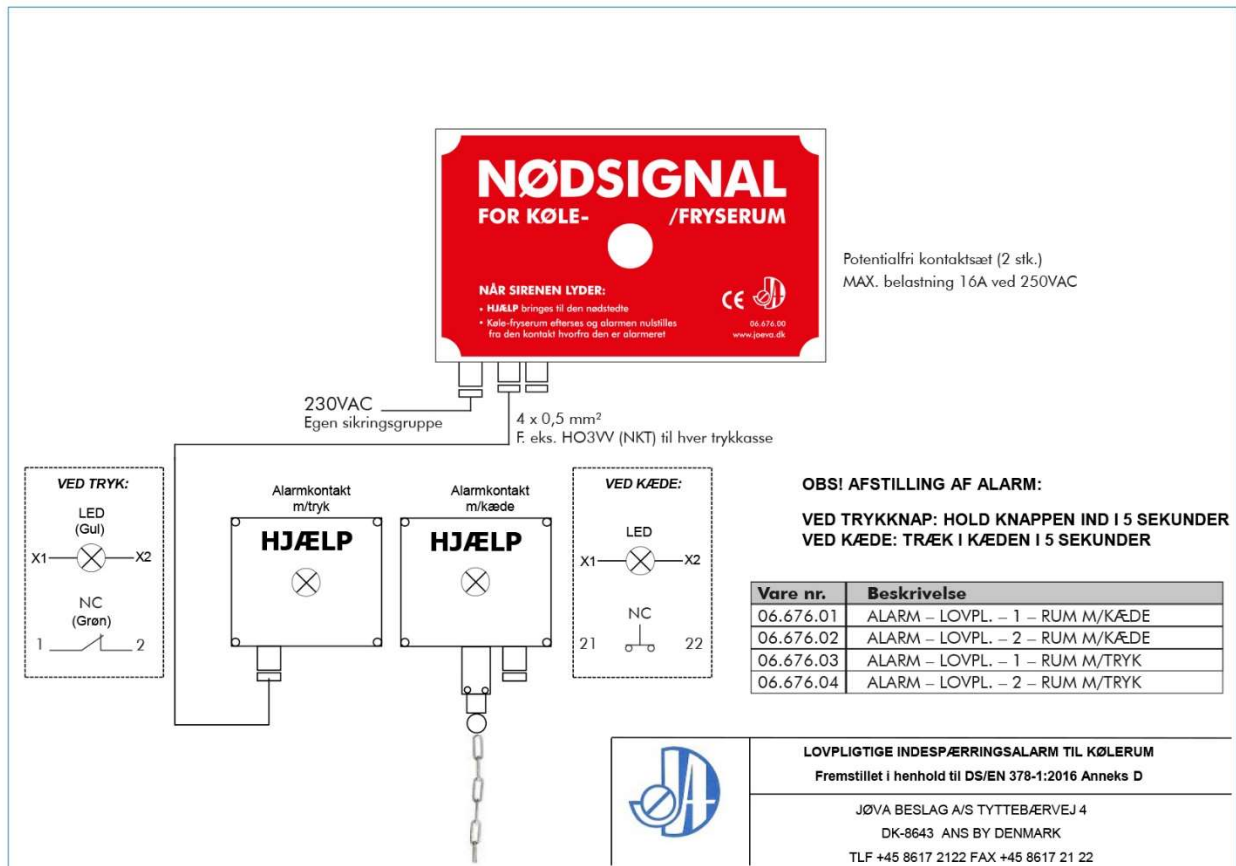 NØDSIGNAL
FOR KØLE- /FRYSERUM
NÅR SIRENEN LYDER:
• HJÆLP bringes til den nødstedte
• Køle-fryserum efterses og alarmen nulstilles
fra den kontakt hvorfra den er alarmeret
CE
06.676.00
www.joeva.dk
Potentialfri kontaktsæt (2 stk.)
MAX. belastning 16A ved 250VAC
230VAC
Egen sikringsgruppe
4 x 0,5 mm²
F. eks. HO3VV (NKT) til hver trykkasse
VED TRYK:
LED
(Gul)
X1 X2
NC
(Grøn)
1 2
Alarmkontakt
m/tryk
HJÆLP
Alarmkontakt
m/kæde
HJÆLP
VED KÆDE:
LED
X1 X2
NC
21 22
OBS! AFSTILLING AF ALARM:
VED TRYKKNAP: HOLD KNAPPEN IND I 5 SEKUNDER
VED KÆDE: TRÆK I KÆDEN I 5 SEKUNDER
Vare nr. Beskrivelse
06.676.01 ALARM – LOVPL. – 1 – RUM M/KÆDE
06.676.02 ALARM – LOVPL. – 2 – RUM M/KÆDE
06.676.03 ALARM – LOVPL. – 1 – RUM M/TRYK
06.676.04 ALARM – LOVPL. – 2 – RUM M/TRYK
LOVPLIGTIGE INDESPÆRRINGSALARM TIL KØLERUM
Fremstillet i henhold til DS/EN 378-1:2016 Anneks D
JØVA BESLAG A/S TYTTEBÆRVEJ 4
DK-8643 ANS BY DENMARK
TLF +45 8617 2122 FAX +45 8617 21 22